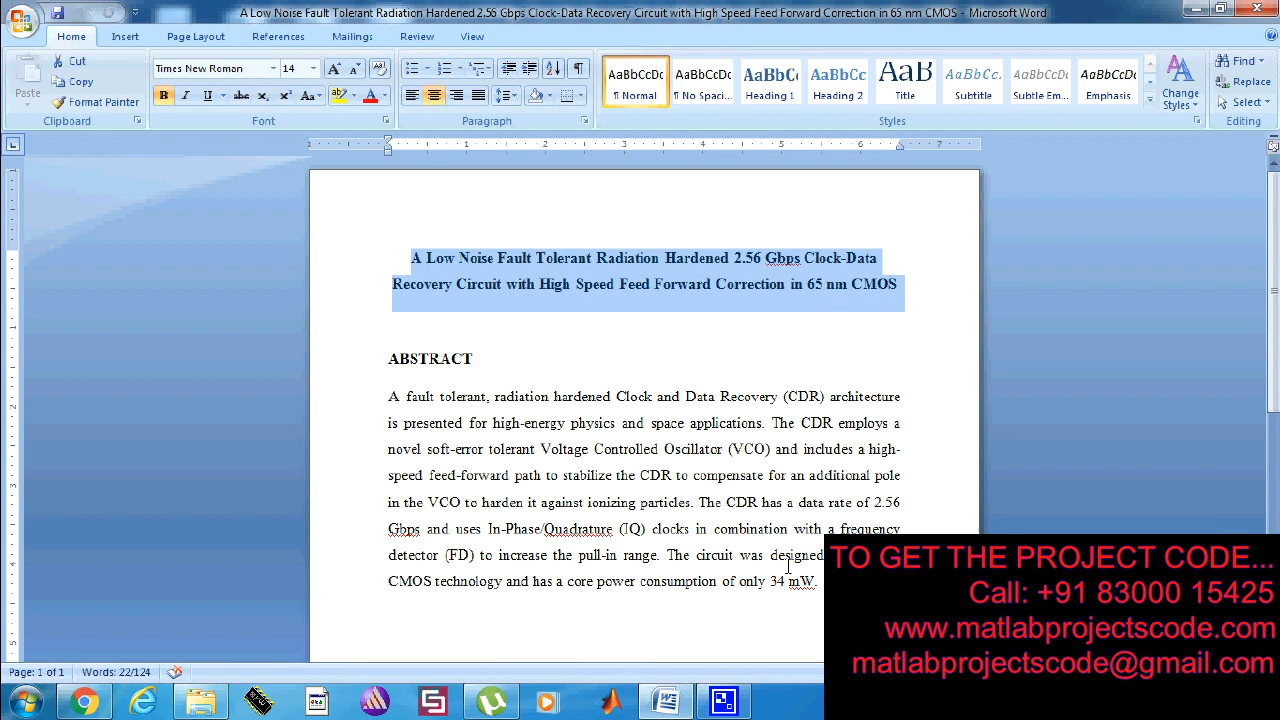 A Low Noise Fault Tolerant Radiation Hardened 2.56 Gbps Clock-Data Recovery Circuit with High Speed Feed Forward Correction in 65 nm CMOS - Microsoft Word
Home Insert Page Layout References Mailings Review View
Paste
Cut
Copy
Format Painter
Clipboard
Times New Roman 14
Font
Paragraph
AaBbCcDc AaBbCcDc AaBbC AaBbCc AaB AaBbCc. AaBbCcDc AaBbCcDc
¶ Normal ¶ No Spaci... Heading 1 Heading 2 Title Subtitle Subtle Em... Emphasis
Change Styles
Styles
Find
Replace
Select
Editing
1 1 2 3 4 5 6 7
A Low Noise Fault Tolerant Radiation Hardened 2.56 Gbps Clock-Data
Recovery Circuit with High Speed Feed Forward Correction in 65 nm CMOS
ABSTRACT
A fault tolerant, radiation hardened Clock and Data Recovery (CDR) architecture
is presented for high-energy physics and space applications. The CDR employs a
novel soft-error tolerant Voltage Controlled Oscillator (VCO) and includes a high-
speed feed-forward path to stabilize the CDR to compensate for an additional pole
in the VCO to harden it against ionizing particles. The CDR has a data rate of 2.56
Gbps and uses In-Phase/Quadrature (IQ) clocks in combination with a frequency
detector (FD) to increase the pull-in range. The circuit was designed
CMOS technology and has a core power consumption of only 34 mW.
TO GET THE PROJECT CODE...
Call: +91 83000 15425
www.matlabprojectscode.com
matlabprojectscode@gmail.com
Page: 1 of 1 Words: 22/124